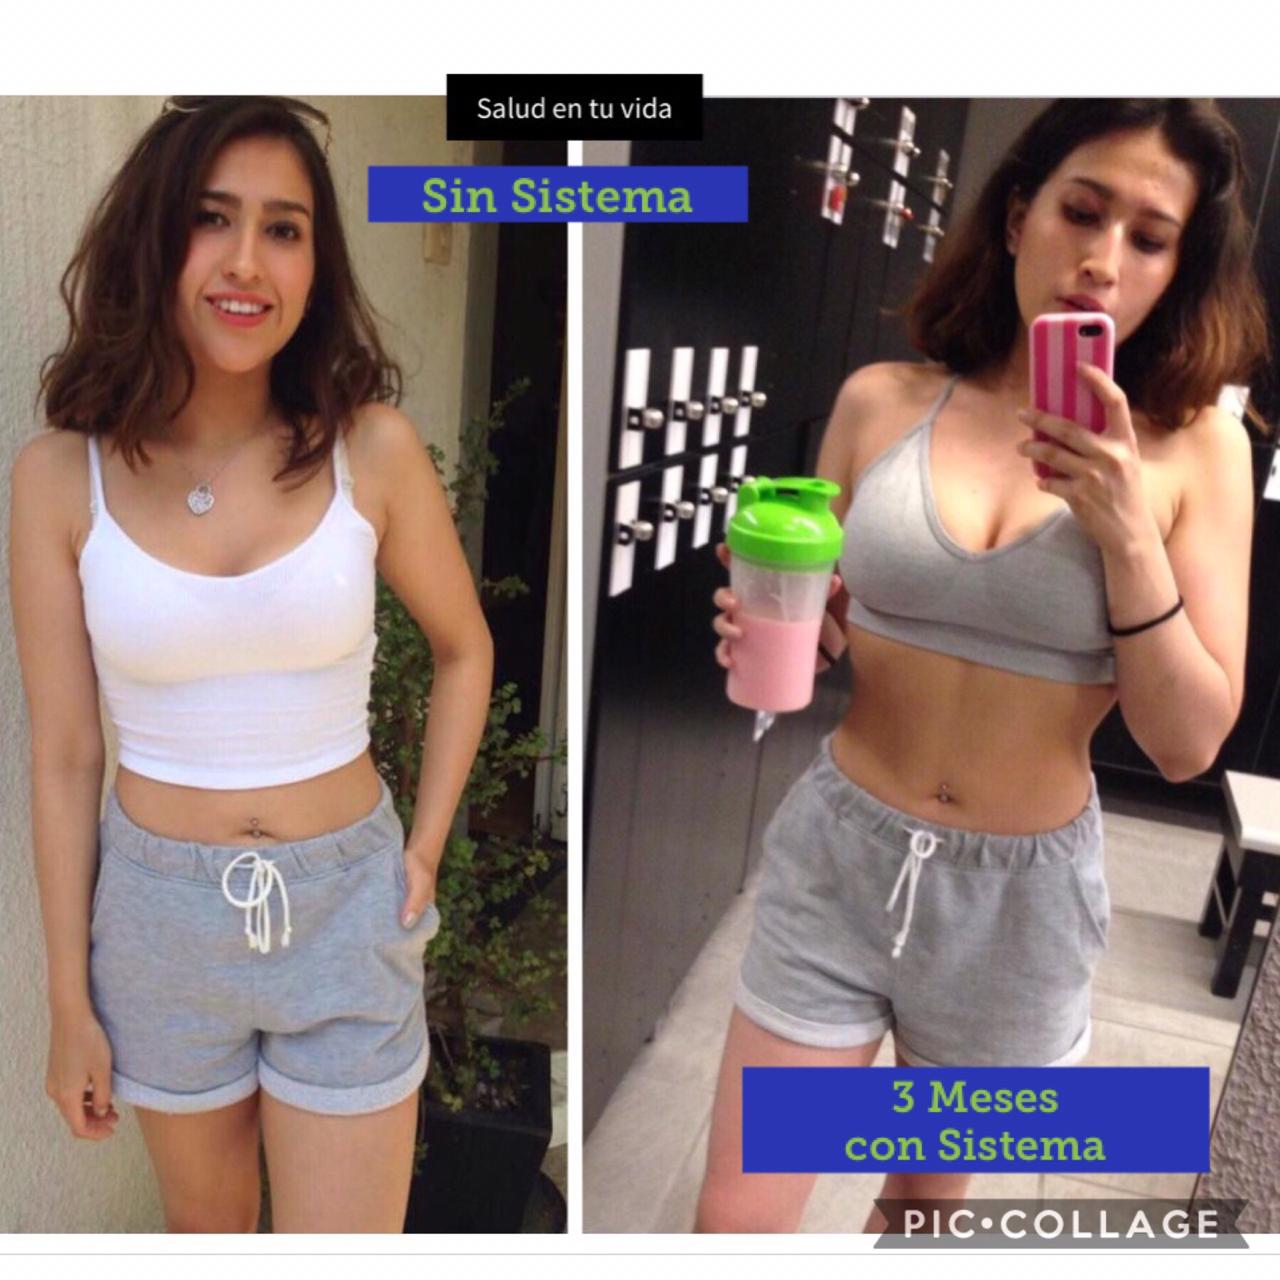 Salud en tu vida
Sin Sistema
3 Meses
con Sistema
PIC•COLLAGE